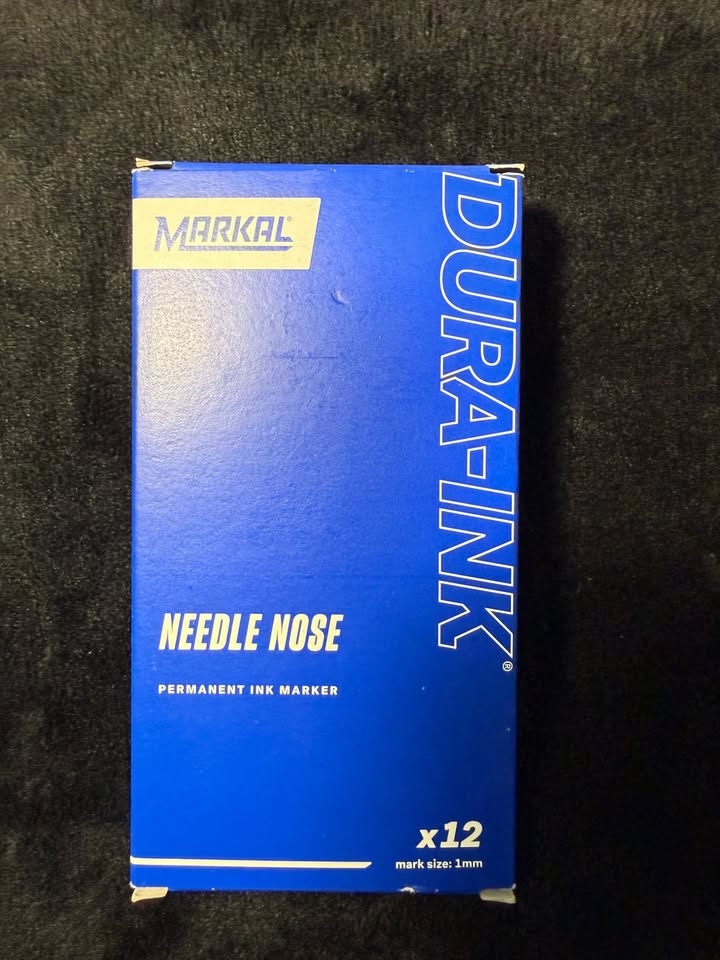 MARKAL®
DURA-INK®
NEEDLE NOSE
PERMANENT INK MARKER
x12
mark size: 1mm